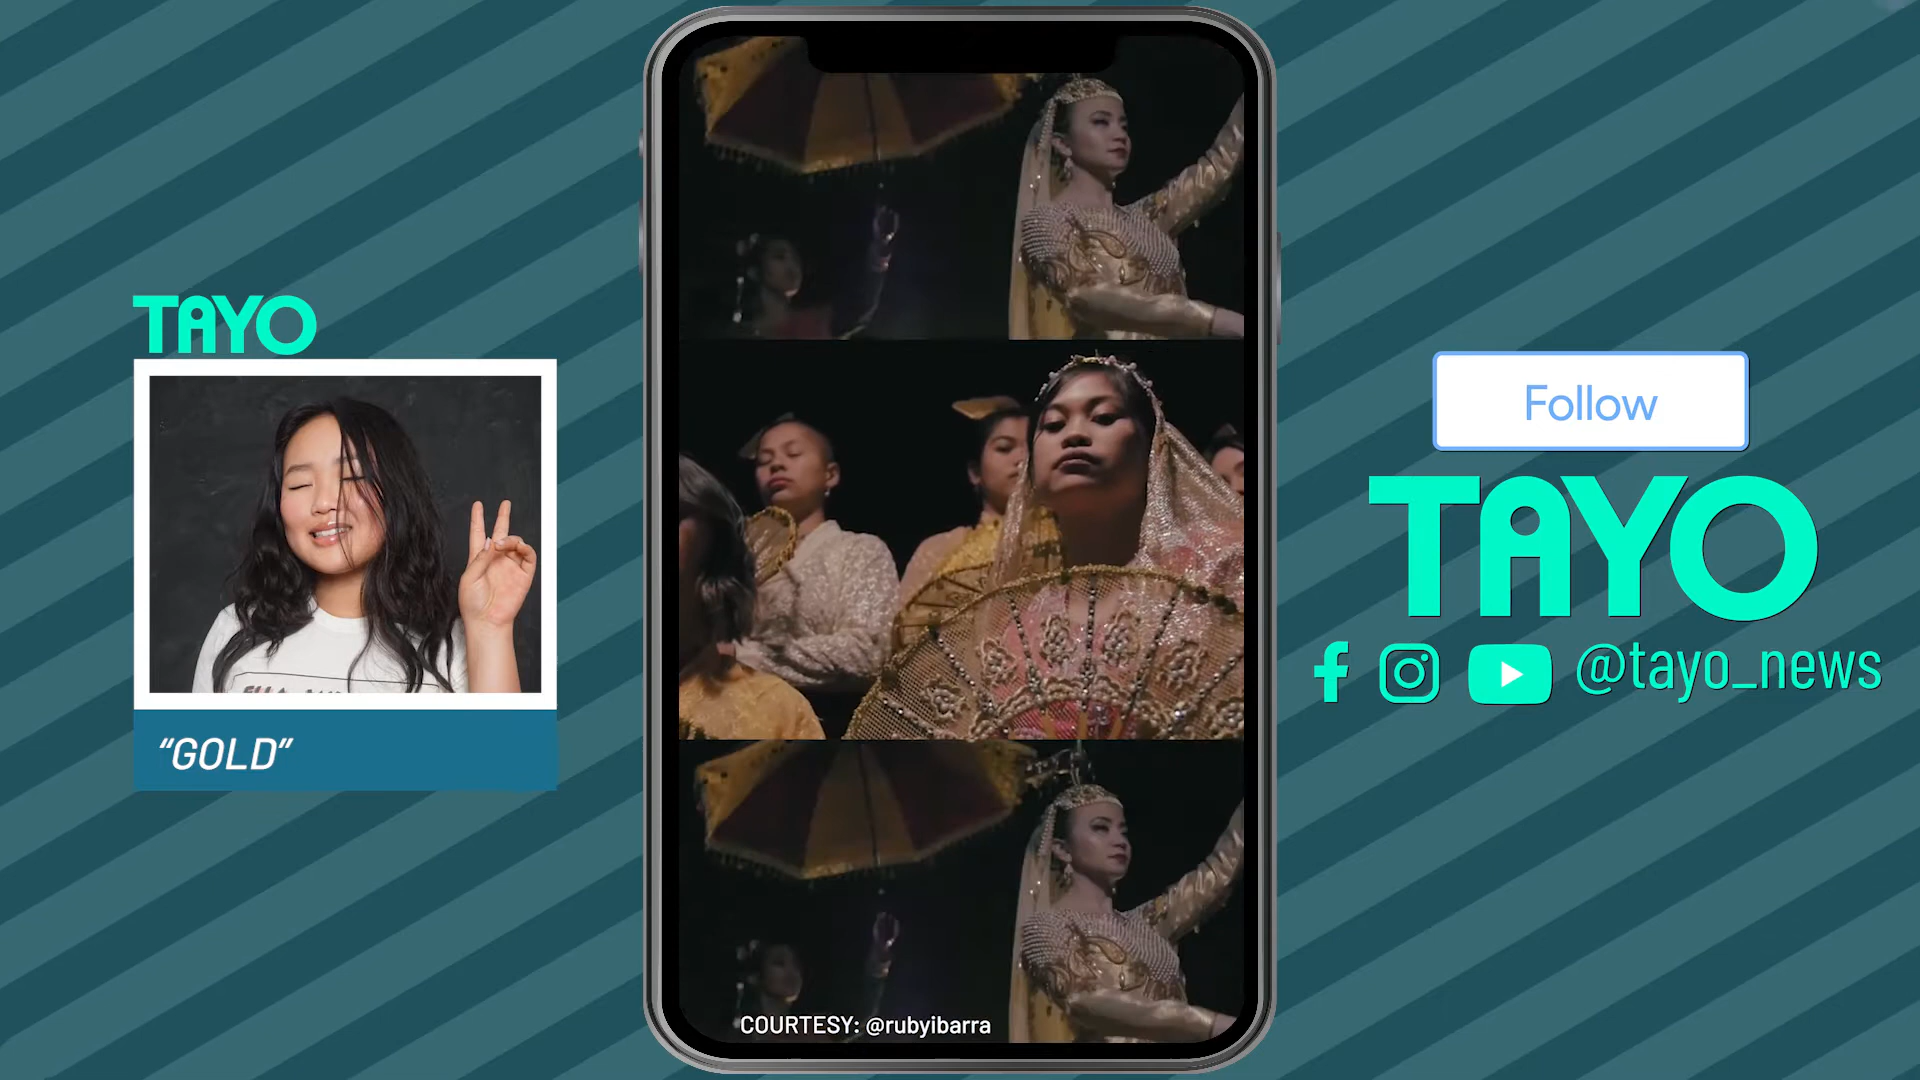 TAYO
“GOLD”
COURTESY: @rubyibarra
Follow
TAYO
@tayo_news